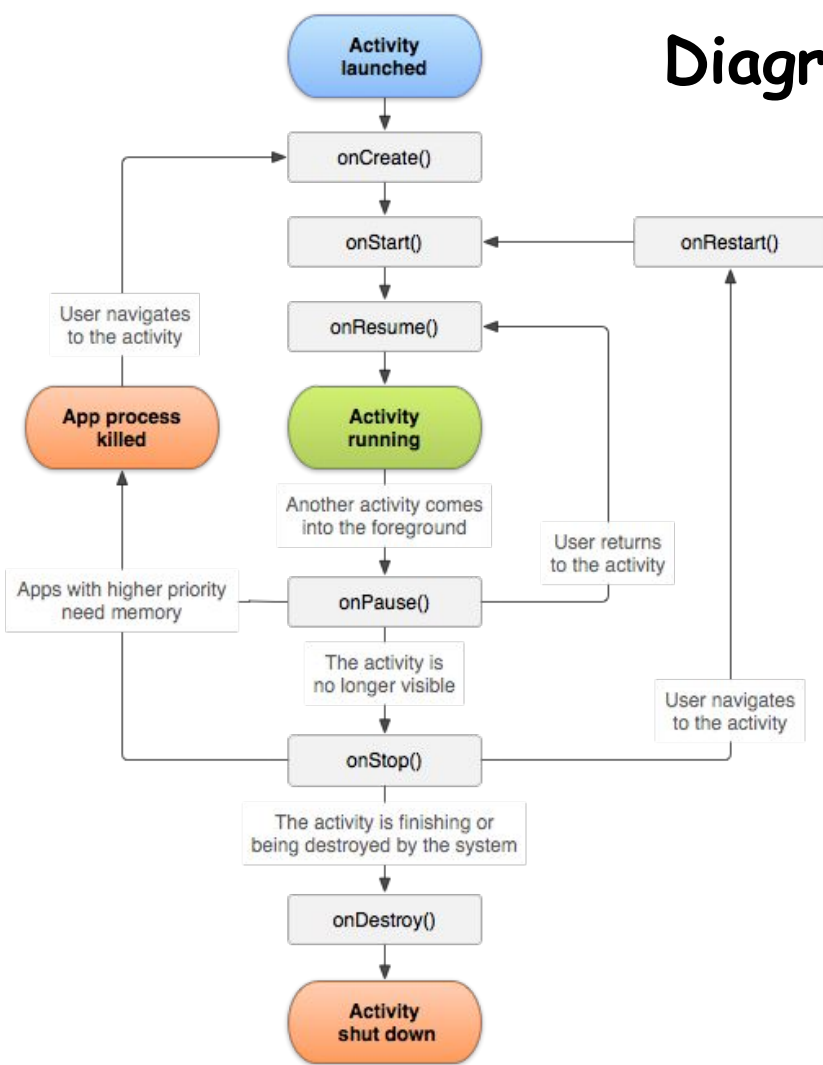 Activity
launched
Diagr
onCreate()
onStart()
onRestart()
User navigates
to the activity
onResume()
App process
killed
Activity
running
Another activity comes
into the foreground
User returns
to the activity
Apps with higher priority
need memory
onPause()
The activity is
no longer visible
User navigates
to the activity
onStop()
The activity is finishing or
being destroyed by the system
onDestroy()
Activity
shut down